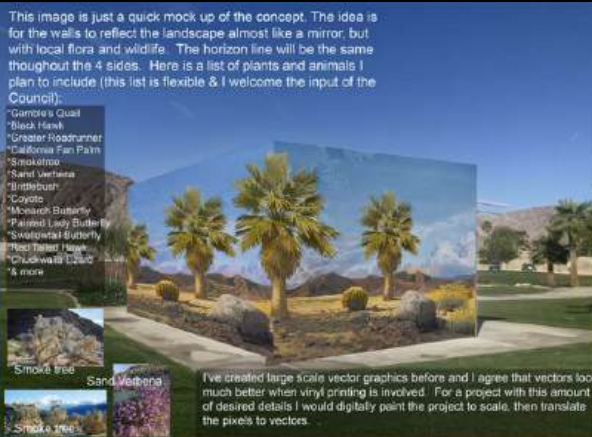 This image is just a quick mock up of the concept. The idea is
for the walls to reflect the landscape almost like a mirror, but
with local flora and wildlife. The horizon line will be the same
thoughout the 4 sides. Here is a list of plants and animals I
plan to include (this list is flexible & I welcome the input of the
Council):
*Gamble's Quail
*Black Hawk
*Greater Roadrunner
*California Fan Palm
*Smoketree
*Sand Verbena
*Brittlebush
*Coyote
*Monarch Butterfly
*Painted Lady Butterfly
*Swallowtail Butterfly
*Red Tailed Hawk
*Chuckwalla Lizard
*& more
Smoke tree
Sand Verbena
Smoke tree
I've created large scale vector graphics before and I agree that vectors loo
much better when vinyl printing is involved. For a project with this amount
of desired details I would digitally paint the project to scale, then translate
the pixels to vectors.